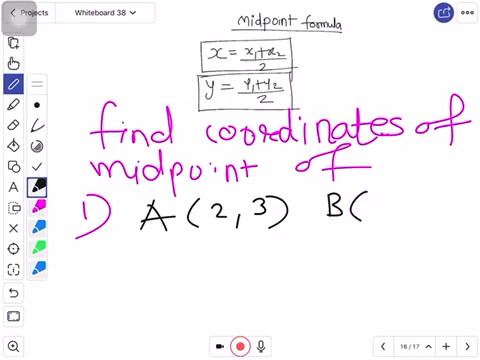 Projects Whiteboard 38
midpoint formula
x = x₁+x₂/2
y = y₁+y₂/2
find coordinates of
midpoint of
1) A (2, 3) B(
A
16 / 17